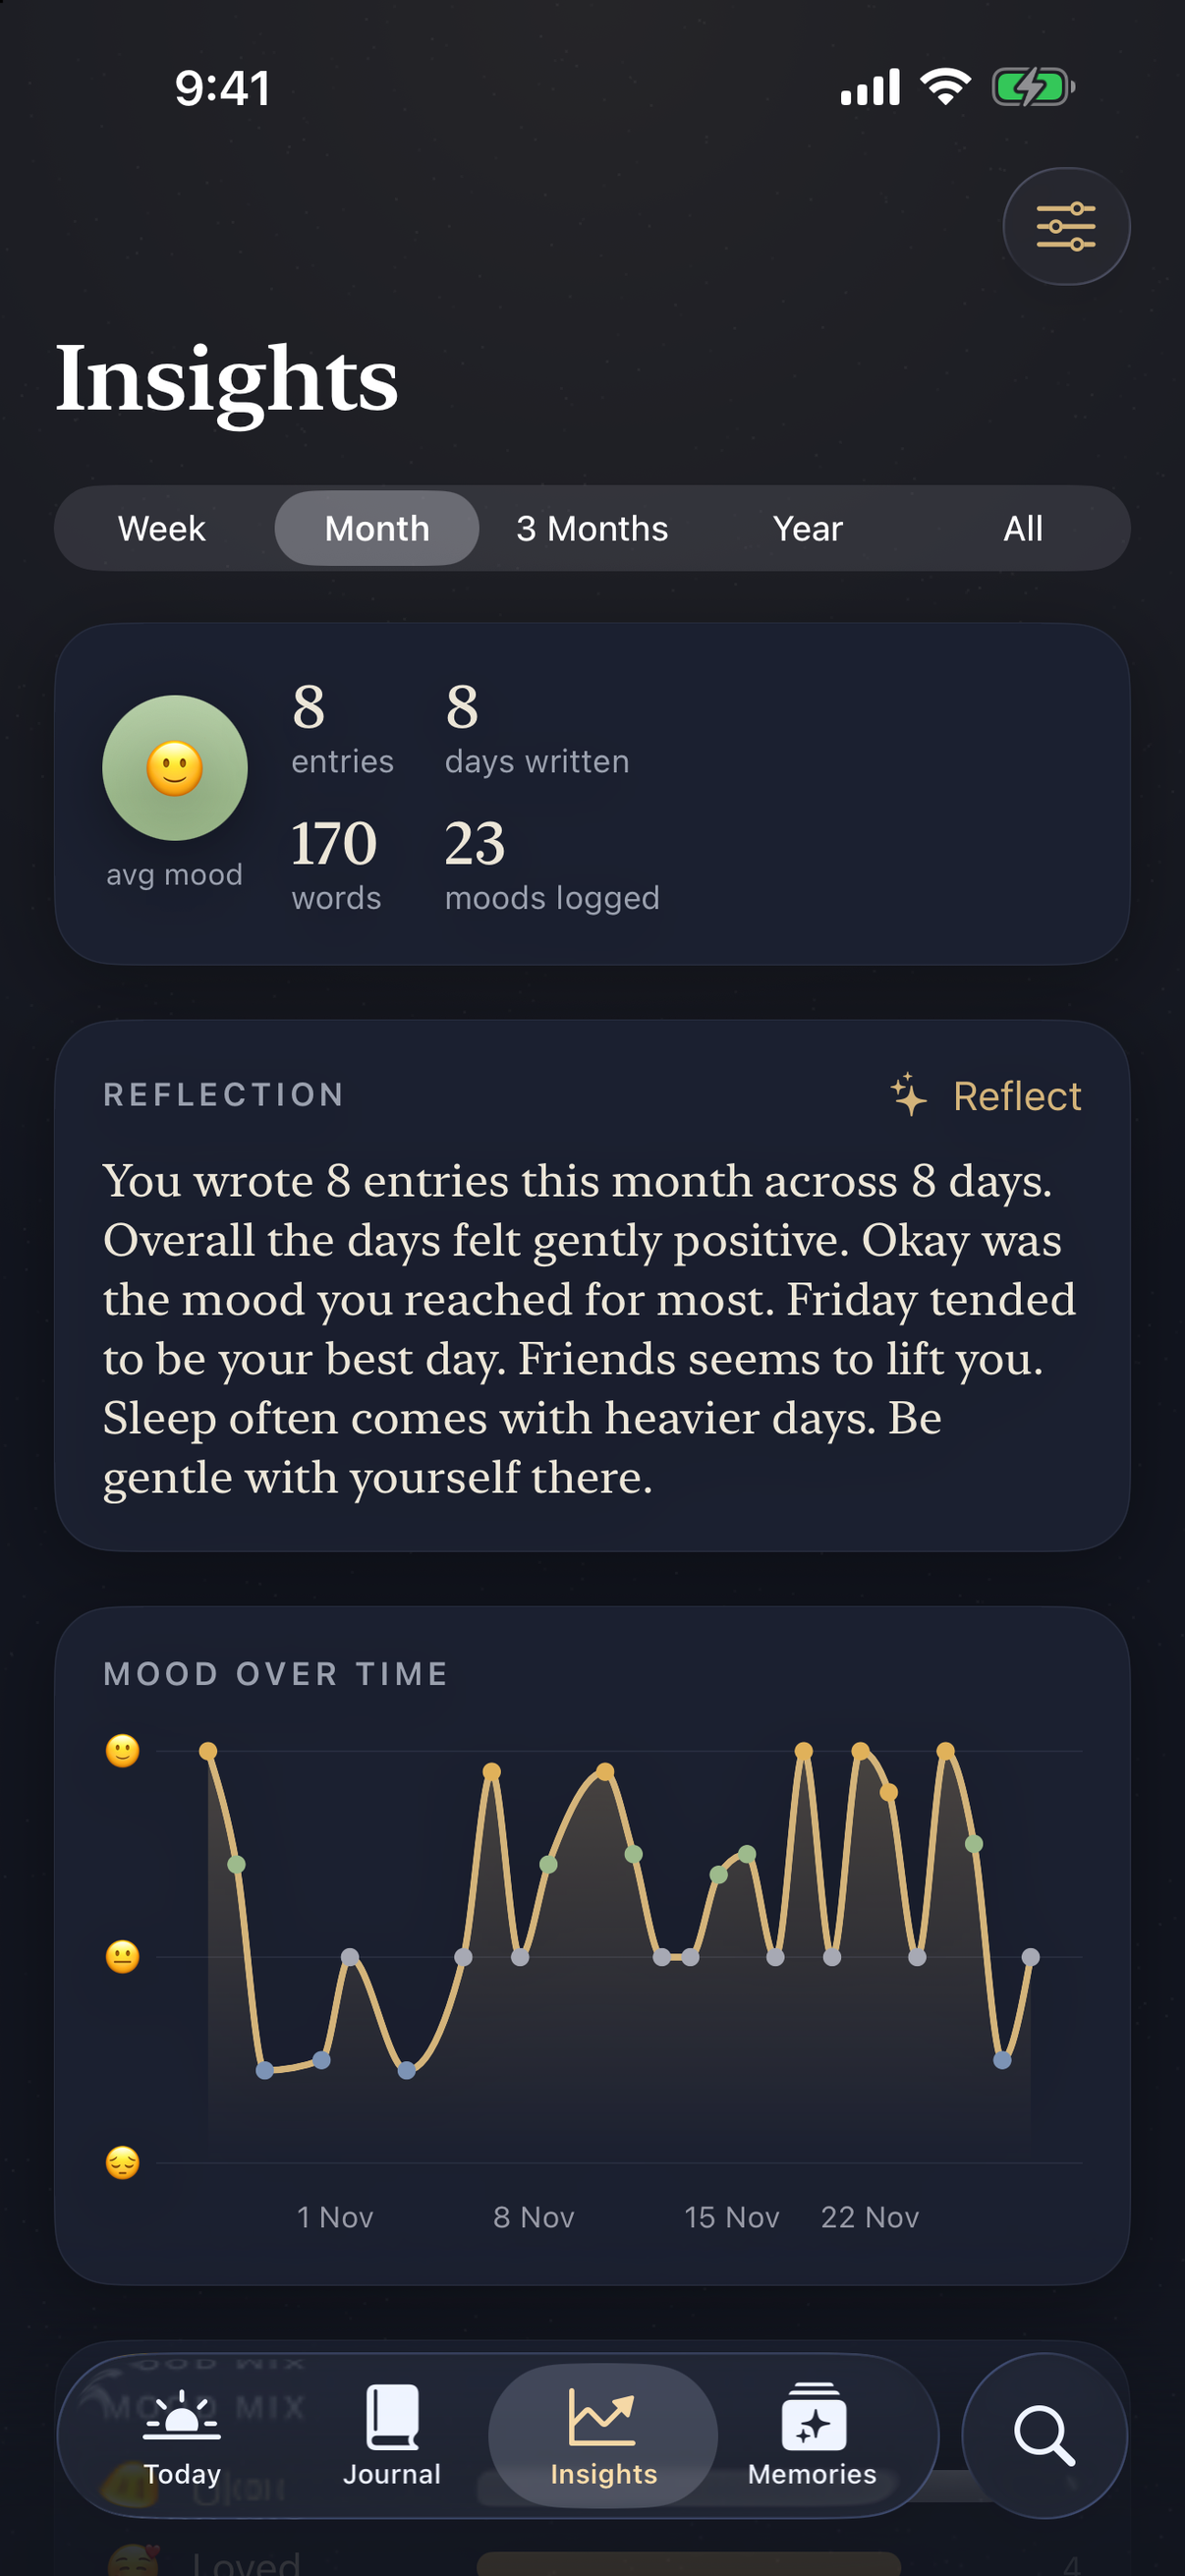 9:41
Insights
Week Month 3 Months Year All
8 8
entries days written
170 23
words moods logged
avg mood
REFLECTION Reflect
You wrote 8 entries this month across 8 days.
Overall the days felt gently positive. Okay was
the mood you reached for most. Friday tended
to be your best day. Friends seems to lift you.
Sleep often comes with heavier days. Be
gentle with yourself there.
MOOD OVER TIME
1 Nov 8 Nov 15 Nov 22 Nov
MOOD MIX
Today Journal Insights Memories
Loved 4